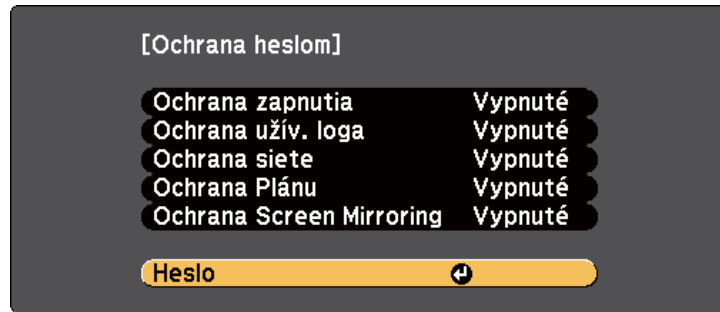 [Ochrana heslom]
Ochrana zapnutia Vypnuté
Ochrana užív. loga Vypnuté
Ochrana siete Vypnuté
Ochrana Plánu Vypnuté
Ochrana Screen Mirroring Vypnuté
Heslo